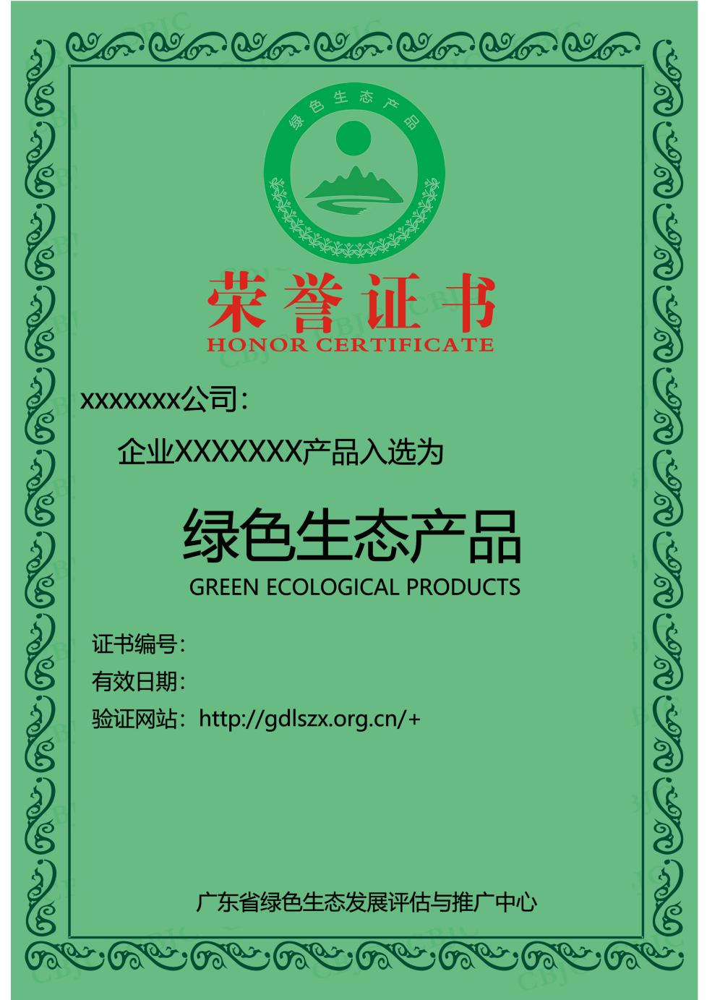 绿色生态产品
荣誉证书
HONOR CERTIFICATE
xxxxxxx公司：
企业XXXXXXX产品入选为
绿色生态产品
GREEN ECOLOGICAL PRODUCTS
证书编号：
有效日期：
验证网站：http://gdlszx.org.cn/+
广东省绿色生态发展评估与推广中心
CBJC